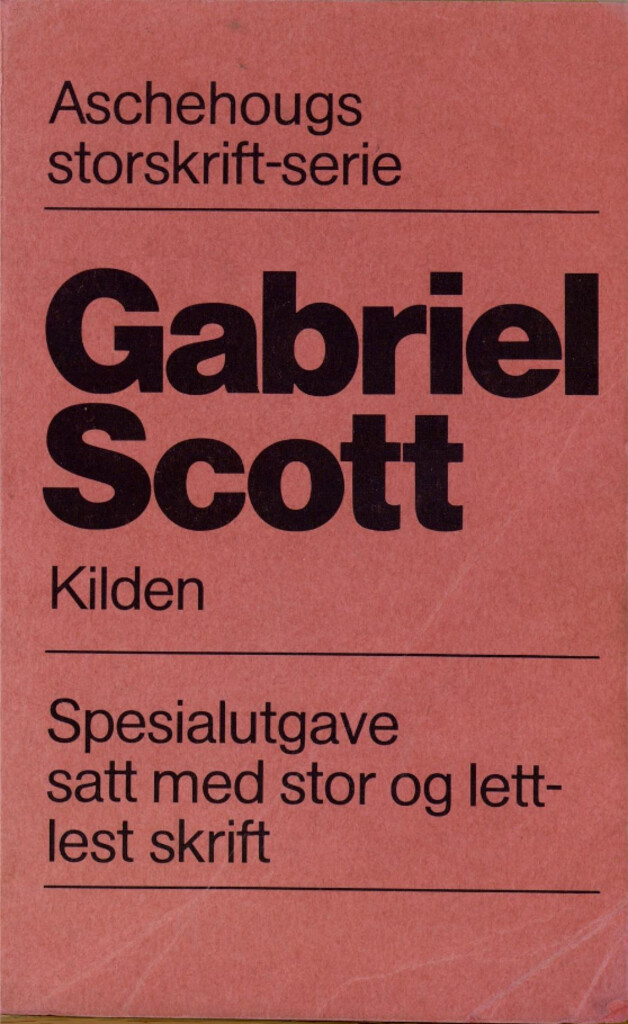 Aschehougs
storskrift-serie
Gabriel
Scott
Kilden
Spesialutgave
satt med stor og lett-
lest skrift